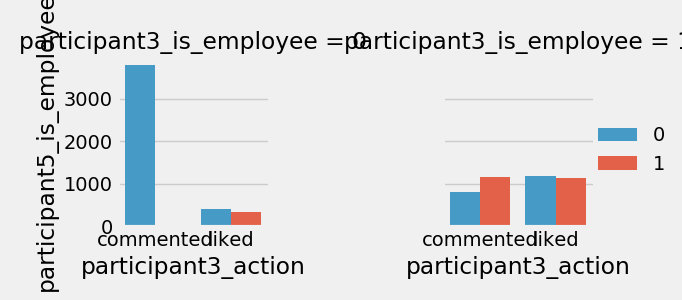 participant3_is_employee = 0
participant3_is_employee = 1
participant5_is_employee
3000
2000
1000
0
commented
liked
commented
liked
participant3_action
participant3_action
0
1